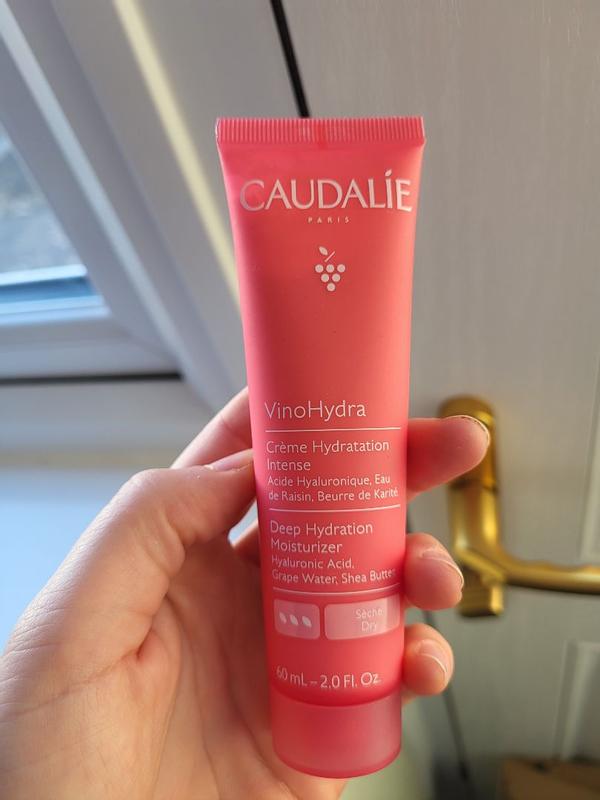 CAUDALÍE
PARIS
VinoHydra
Crème Hydratation
Intense
Acide Hyaluronique, Eau
de Raisin, Beurre de Karité
Deep Hydration
Moisturizer
Hyaluronic Acid,
Grape Water, Shea Butter
Sèche
Dry
60 mL – 2.0 Fl. Oz.